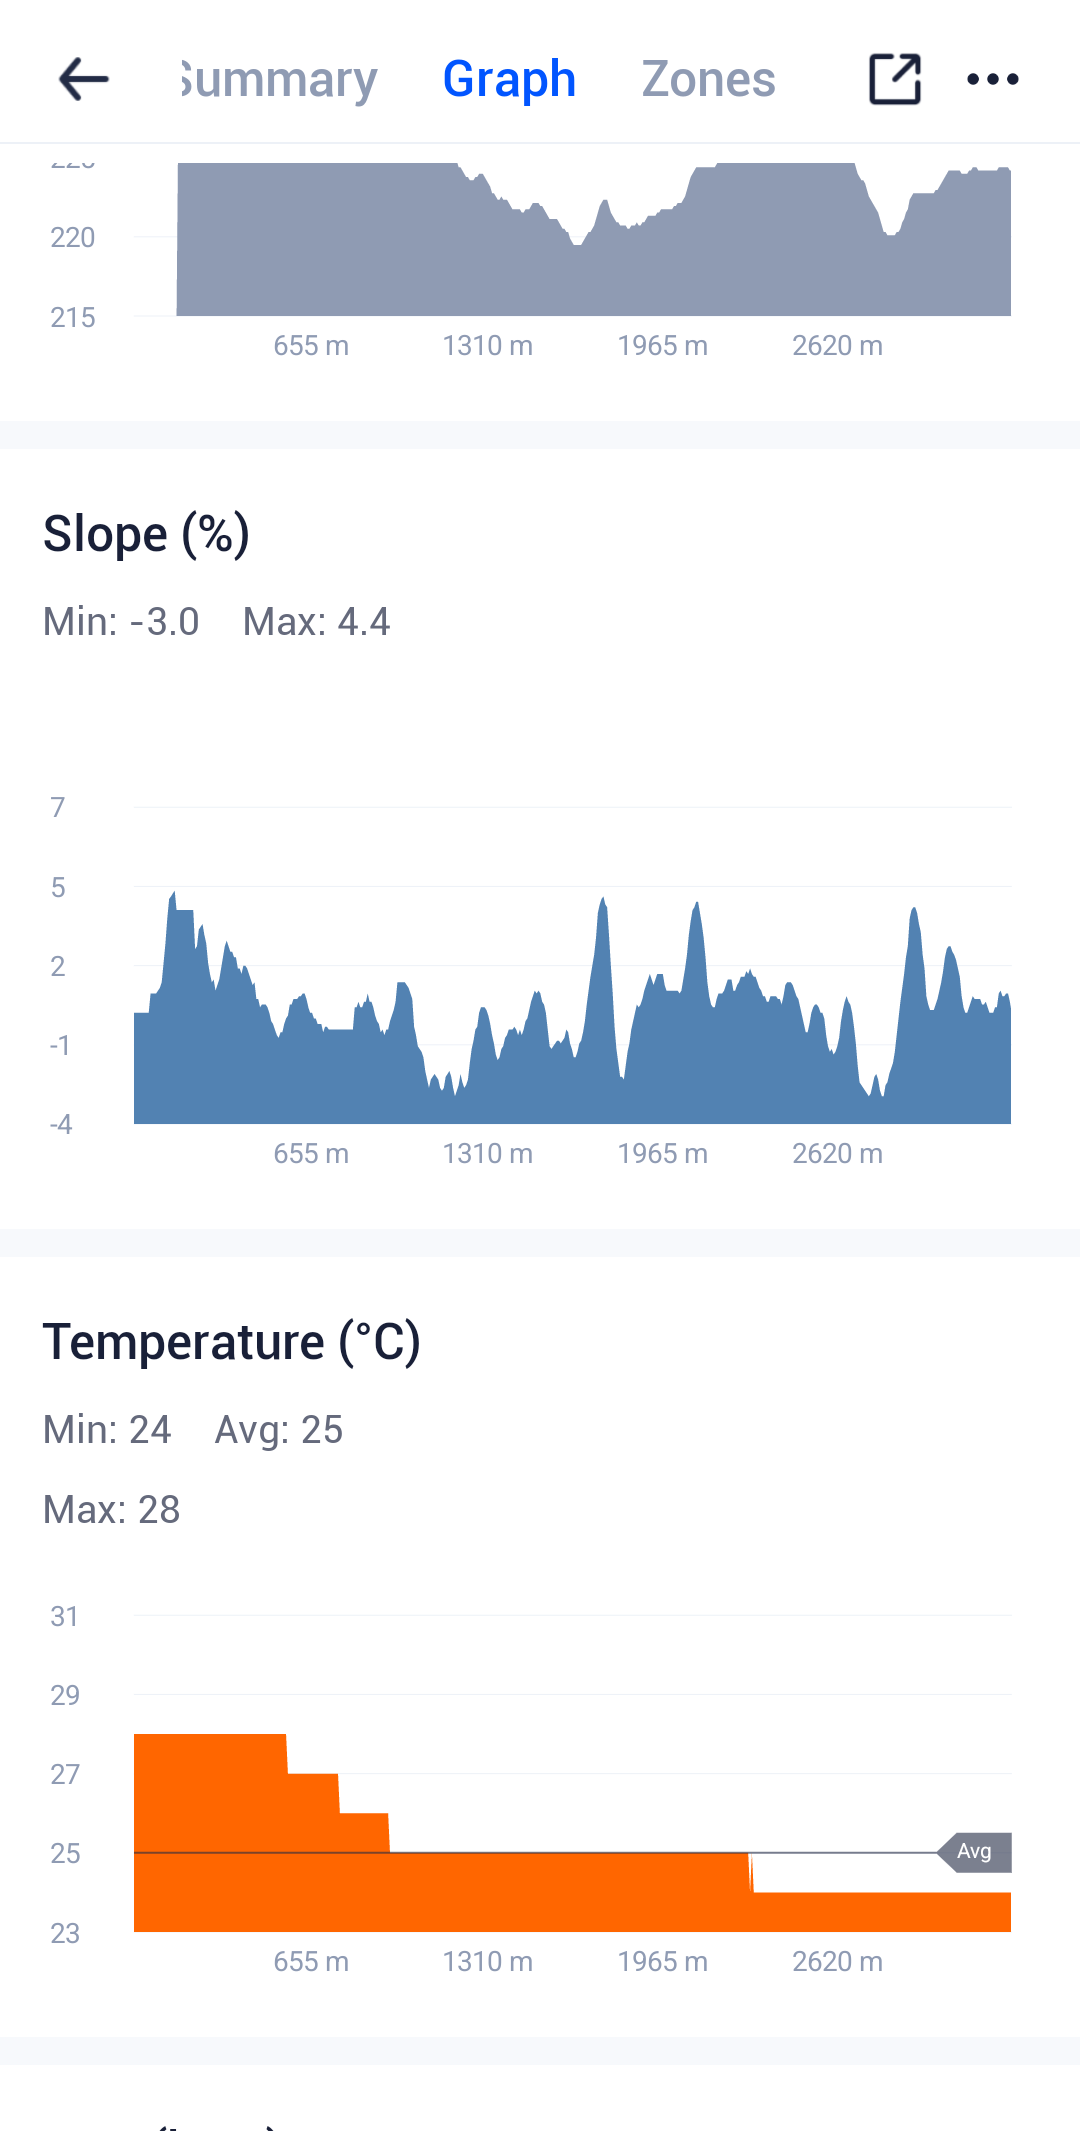 Summary Graph Zones
220
215
655 m 1310 m 1965 m 2620 m
Slope (%)
Min: -3.0 Max: 4.4
7
5
2
-1
-4
655 m 1310 m 1965 m 2620 m
Temperature (°C)
Min: 24 Avg: 25
Max: 28
31
29
27
25 Avg
23
655 m 1310 m 1965 m 2620 m